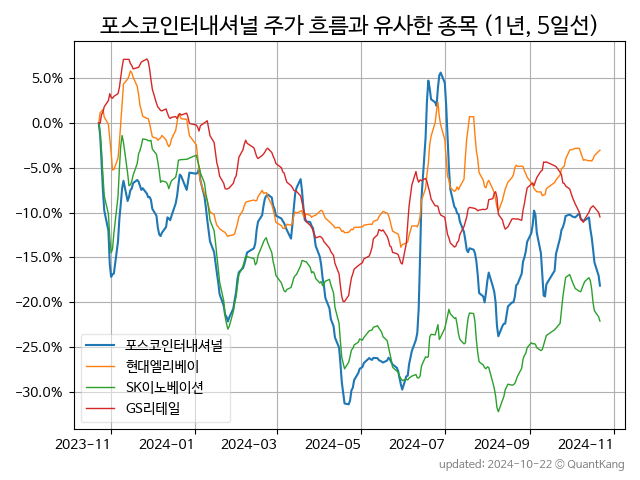 포스코인터내셔널 주가 흐름과 유사한 종목 (1년, 5일선)
5.0%
0.0%
−5.0%
−10.0%
−15.0%
−20.0%
−25.0%
−30.0%
포스코인터내셔널
현대엘리베이
SK이노베이션
GS리테일
2023-11 2024-01 2024-03 2024-05 2024-07 2024-09 2024-11
updated: 2024-10-22 © QuantKang